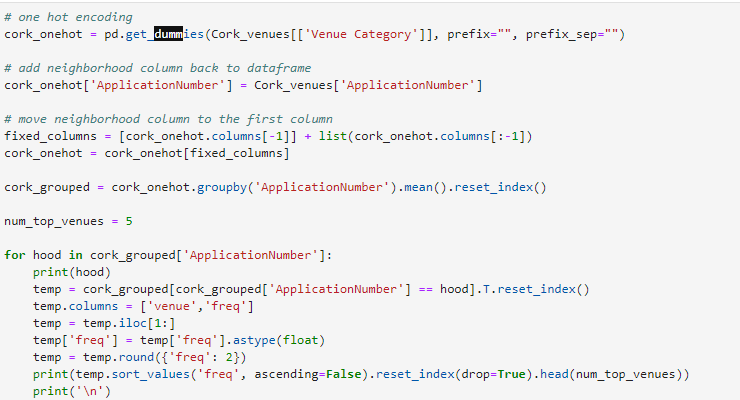 # one hot encoding
cork_onehot = pd.get_dummies(Cork_venues[['Venue Category']], prefix="", prefix_sep="")
# add neighborhood column back to dataframe
cork_onehot['ApplicationNumber'] = Cork_venues['ApplicationNumber']
# move neighborhood column to the first column
fixed_columns = [cork_onehot.columns[-1]] + list(cork_onehot.columns[:-1])
cork_onehot = cork_onehot[fixed_columns]
cork_grouped = cork_onehot.groupby('ApplicationNumber').mean().reset_index()
num_top_venues = 5
for hood in cork_grouped['ApplicationNumber']:
    print(hood)
    temp = cork_grouped[cork_grouped['ApplicationNumber'] == hood].T.reset_index()
    temp.columns = ['venue','freq']
    temp = temp.iloc[1:]
    temp['freq'] = temp['freq'].astype(float)
    temp = temp.round({'freq': 2})
    print(temp.sort_values('freq', ascending=False).reset_index(drop=True).head(num_top_venues))
    print('\n')